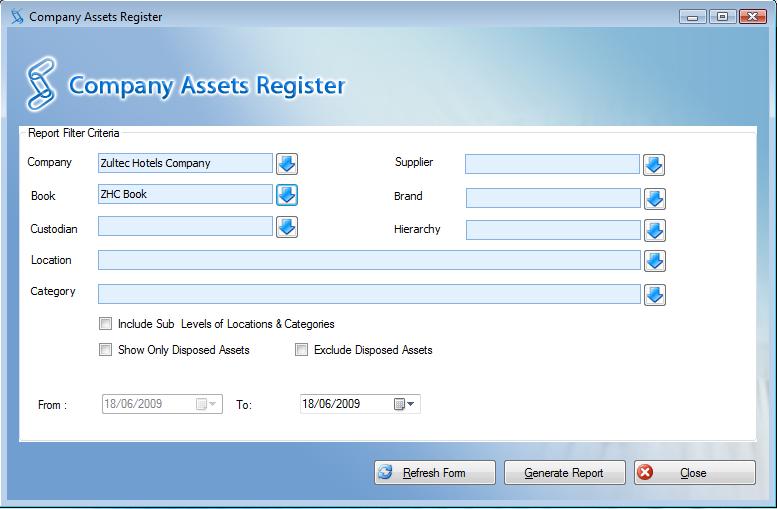 Company Assets Register
Company Assets Register
Report Filter Criteria
Company Zultec Hotels Company Supplier
Book ZHC Book Brand
Custodian Hierarchy
Location
Category
Include Sub Levels of Locations & Categories
Show Only Disposed Assets Exclude Disposed Assets
From : 18/06/2009 To: 18/06/2009
Refresh Form Generate Report Close